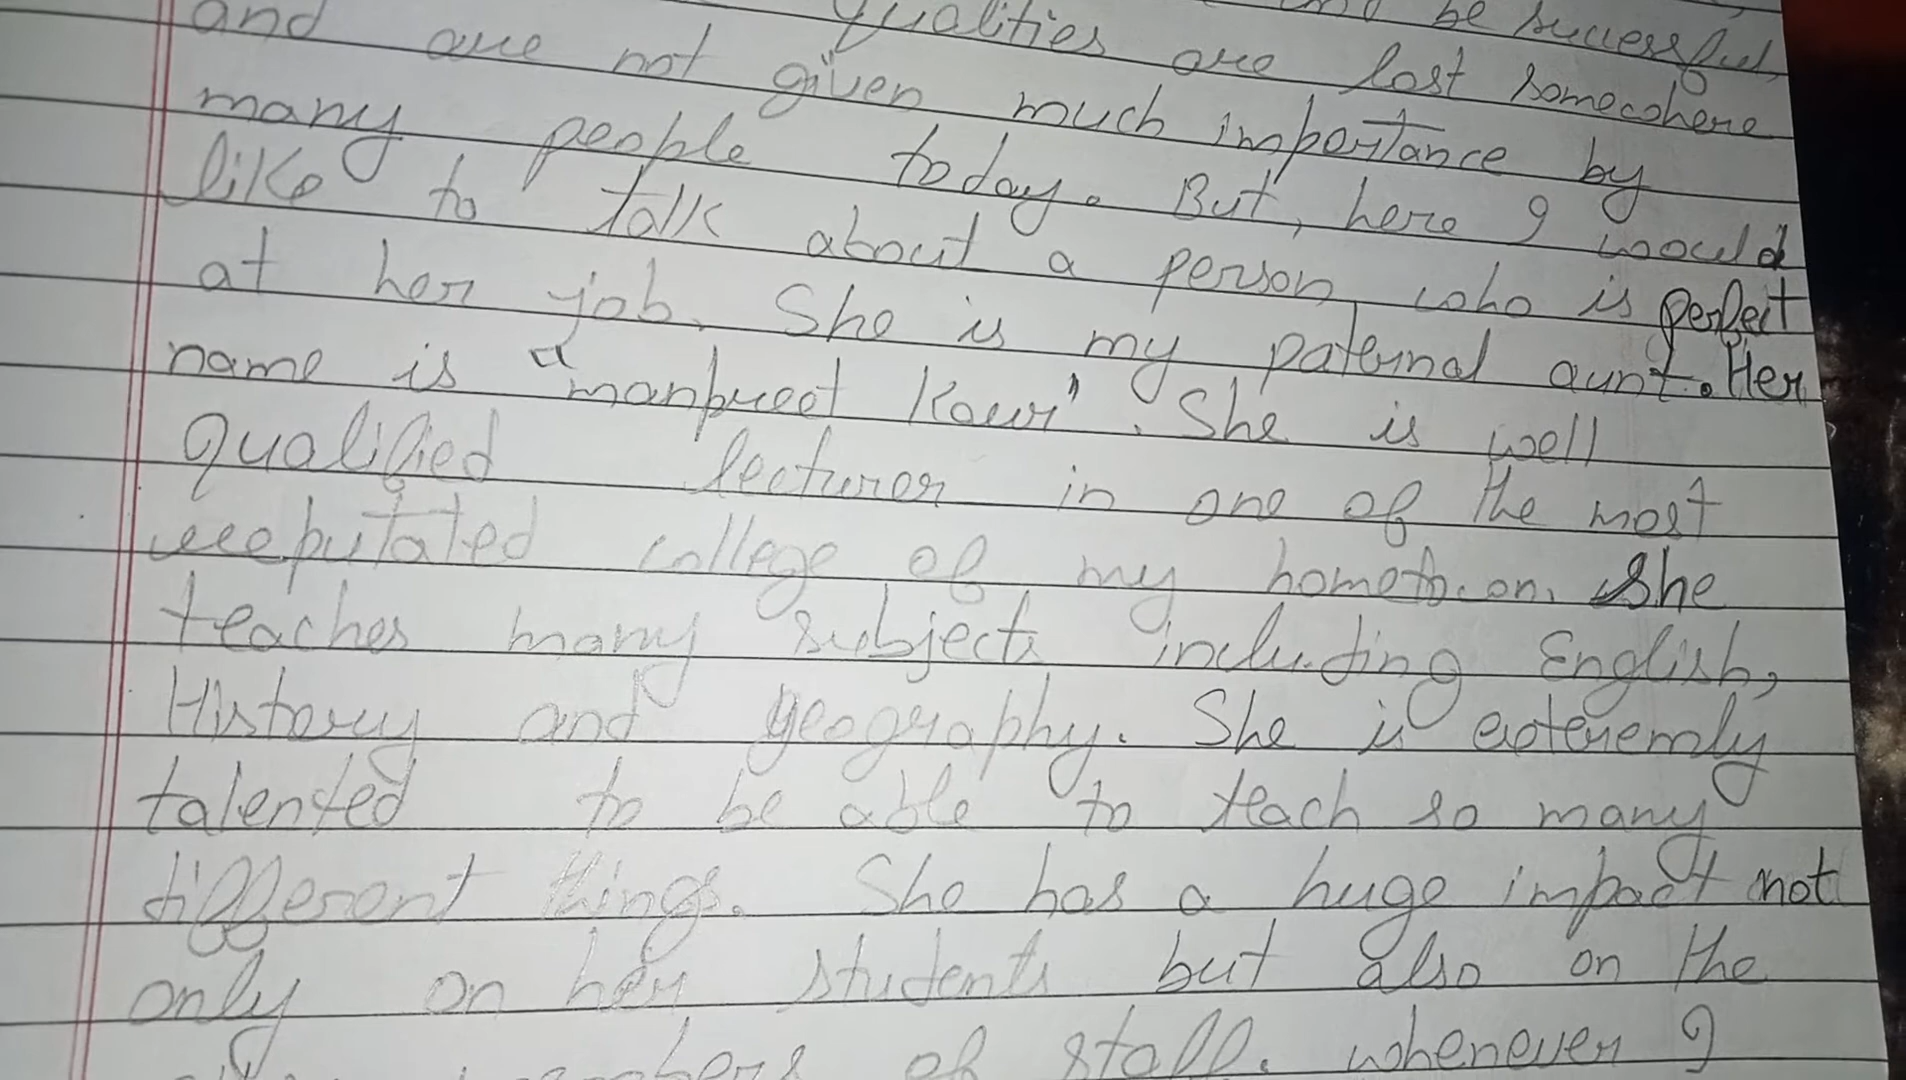 be successful,
and qualities are lost somewhere
are not given much importance by
many people today. But, here I would
like to talk about a person who is perfect
at her job. She is my paternal aunt. Her
name is "manpreet Kaur". She is well
qualified lecturer in one of the most
reeputated college of my hometown. She
teaches many subjects including English,
History and geography. She is exteremly
talented to be able to teach so many
different things. She has a huge impact not
only on her students but also on the
members of staff. whenever I